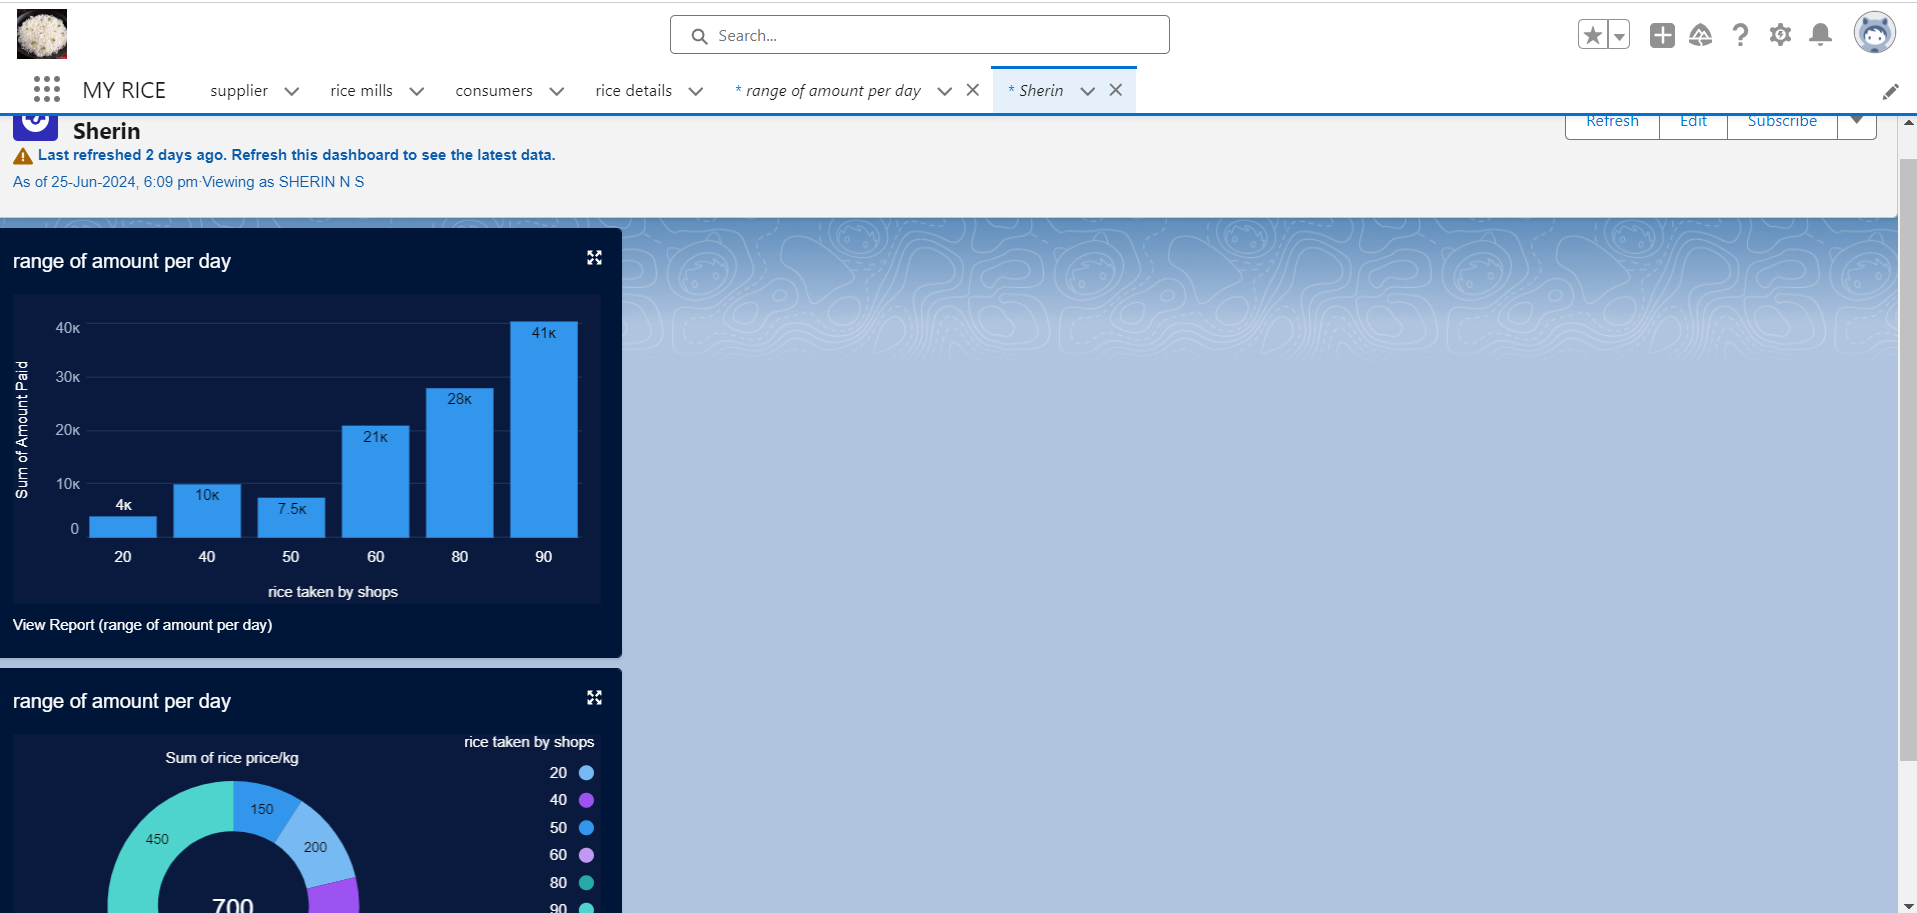 Search...
MY RICE
supplier
rice mills
consumers
rice details
* range of amount per day
* Sherin
Sherin
Refresh
Edit
Subscribe
Last refreshed 2 days ago. Refresh this dashboard to see the latest data.
As of 25-Jun-2024, 6:09 pm·Viewing as SHERIN N S
range of amount per day
Sum of Amount Paid
40K
30K
20K
10K
0
4K
10K
7.5K
21K
28K
41K
20
40
50
60
80
90
rice taken by shops
View Report (range of amount per day)
range of amount per day
rice taken by shops
Sum of rice price/kg
20
40
50
60
80
90
150
200
450
700